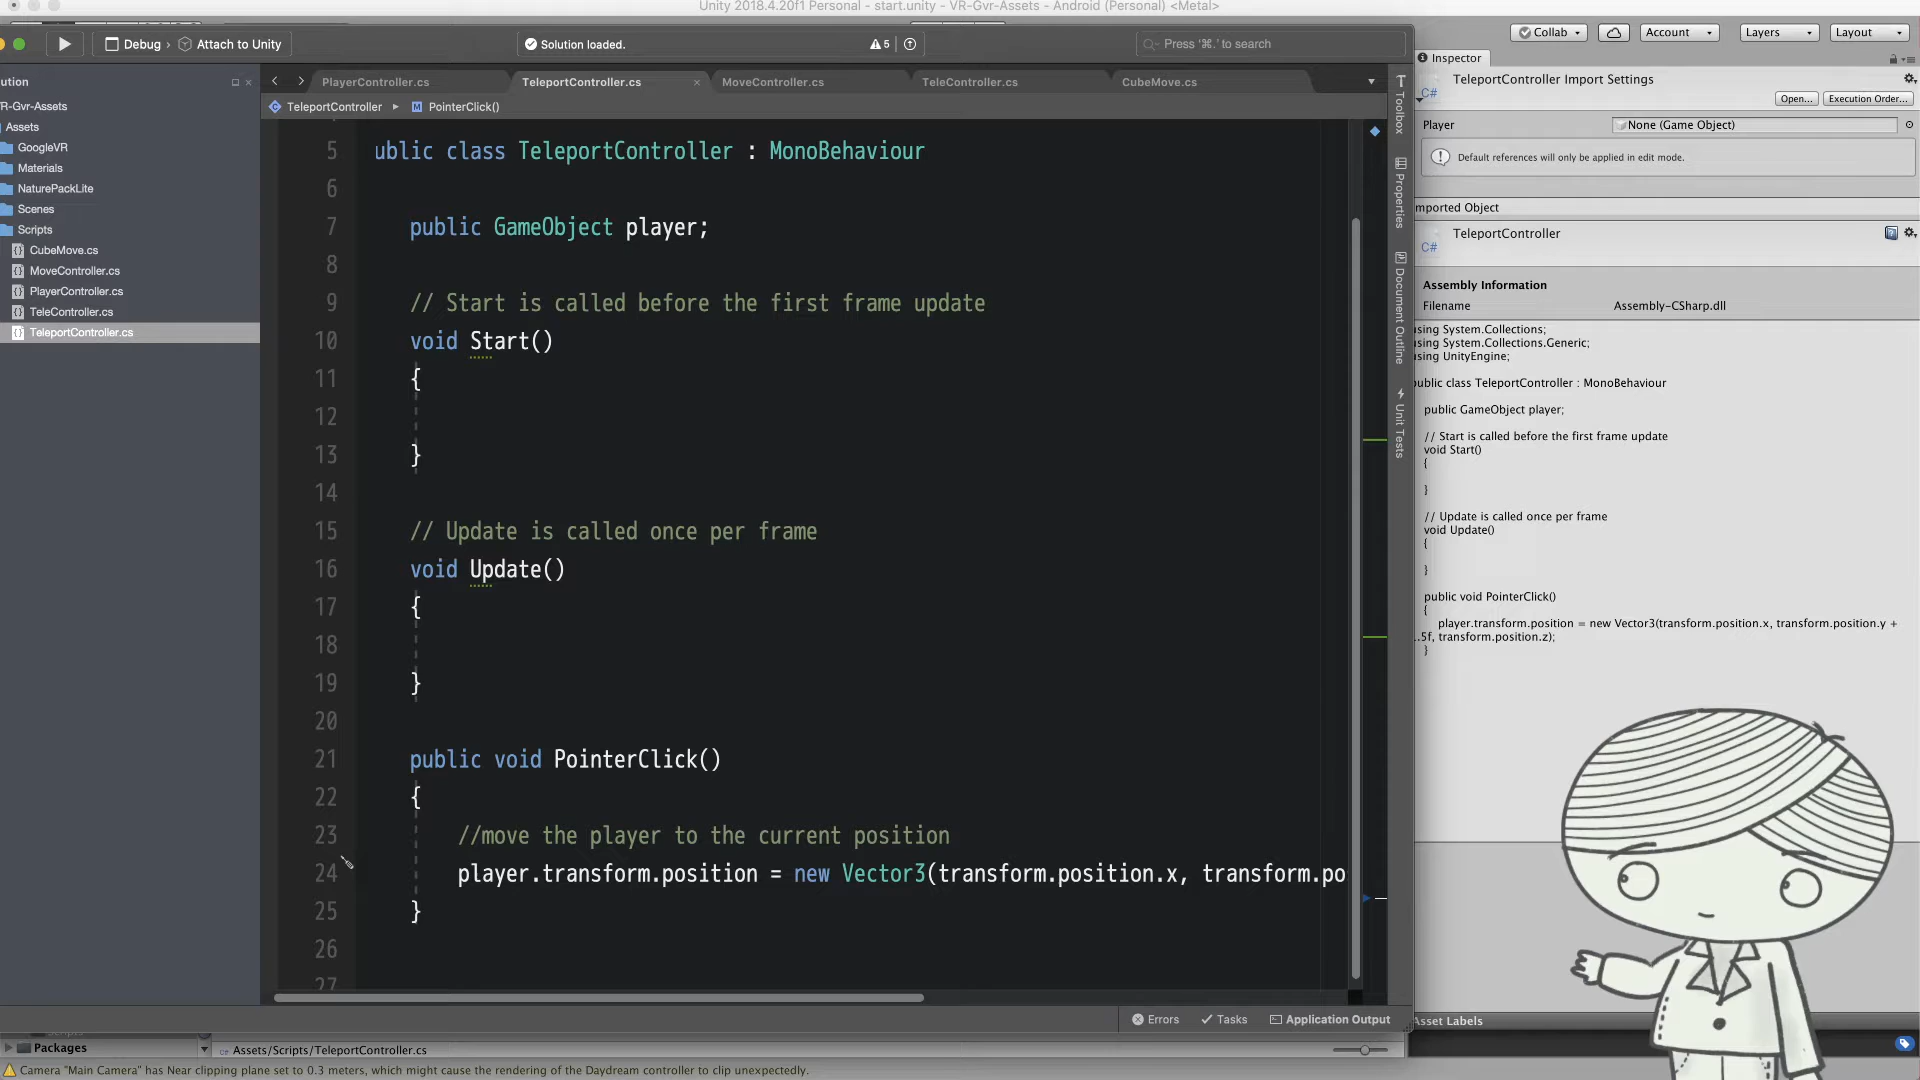 Unity 2018.4.20f1 Personal - start.unity - VR-Gvr-Assets - Android (Personal) <Metal>
Debug
Attach to Unity
Solution loaded.
5
Press '⌘.' to search
Collab
Account
Layers
Layout
ution
PlayerController.cs
TeleportController.cs
MoveController.cs
TeleController.cs
CubeMove.cs
TeleportController
PointerClick()
R-Gvr-Assets
Assets
GoogleVR
Materials
NaturePackLite
Scenes
Scripts
CubeMove.cs
MoveController.cs
PlayerController.cs
TeleController.cs
TeleportController.cs
5 ublic class TeleportController : MonoBehaviour
6
7 public GameObject player;
8
9 // Start is called before the first frame update
10 void Start()
11 {
12
13 }
14
15 // Update is called once per frame
16 void Update()
17 {
18
19 }
20
21 public void PointerClick()
22 {
23 //move the player to the current position
24 player.transform.position = new Vector3(transform.position.x, transform.po
25 }
26
27
Toolbox
Properties
Document Outline
Unit Tests
Errors
Tasks
Application Output
Inspector
C#
TeleportController Import Settings
Open...
Execution Order...
Player
None (Game Object)
Default references will only be applied in edit mode.
mported Object
C#
TeleportController
Assembly Information
Filename
Assembly-CSharp.dll
sing System.Collections;
sing System.Collections.Generic;
sing UnityEngine;
ublic class TeleportController : MonoBehaviour
public GameObject player;
// Start is called before the first frame update
void Start()
{
}
// Update is called once per frame
void Update()
{
}
public void PointerClick()
{
player.transform.position = new Vector3(transform.position.x, transform.position.y +
.5f, transform.position.z);
}
Asset Labels
Packages
Assets/Scripts/TeleportController.cs
Camera "Main Camera" has Near clipping plane set to 0.3 meters, which might cause the rendering of the Daydream controller to clip unexpectedly.